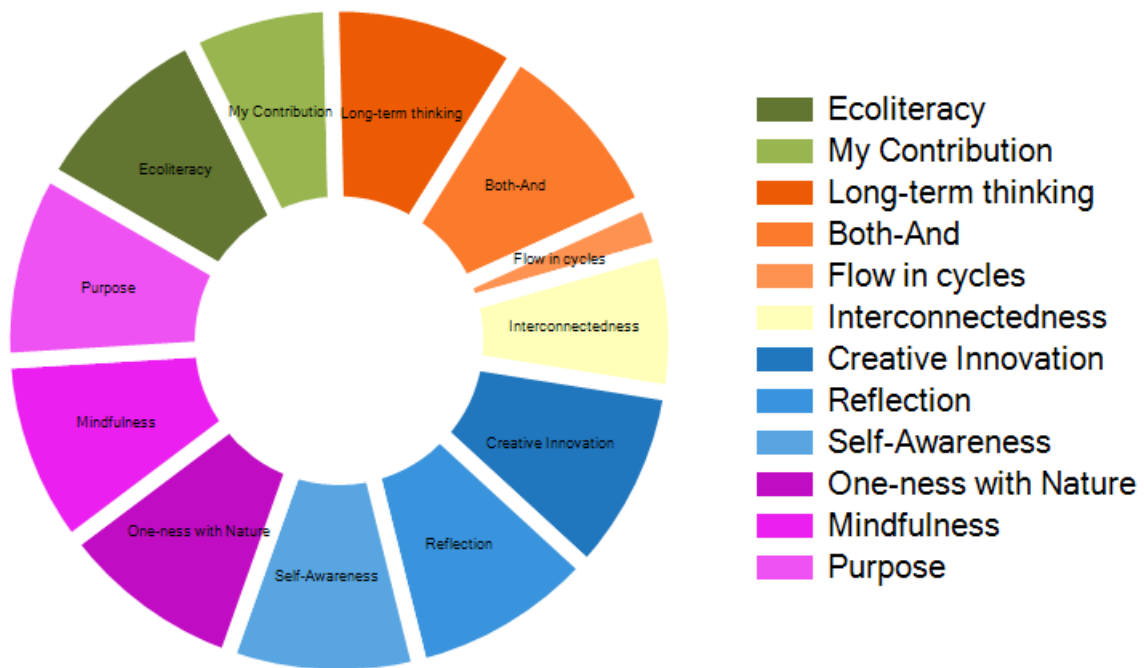 My Contribution
Long-term thinking
Ecoliteracy
Both-And
Flow in cycles
Purpose
Interconnectedness
Mindfulness
Creative Innovation
One-ness with Nature
Reflection
Self-Awareness
Ecoliteracy
My Contribution
Long-term thinking
Both-And
Flow in cycles
Interconnectedness
Creative Innovation
Reflection
Self-Awareness
One-ness with Nature
Mindfulness
Purpose